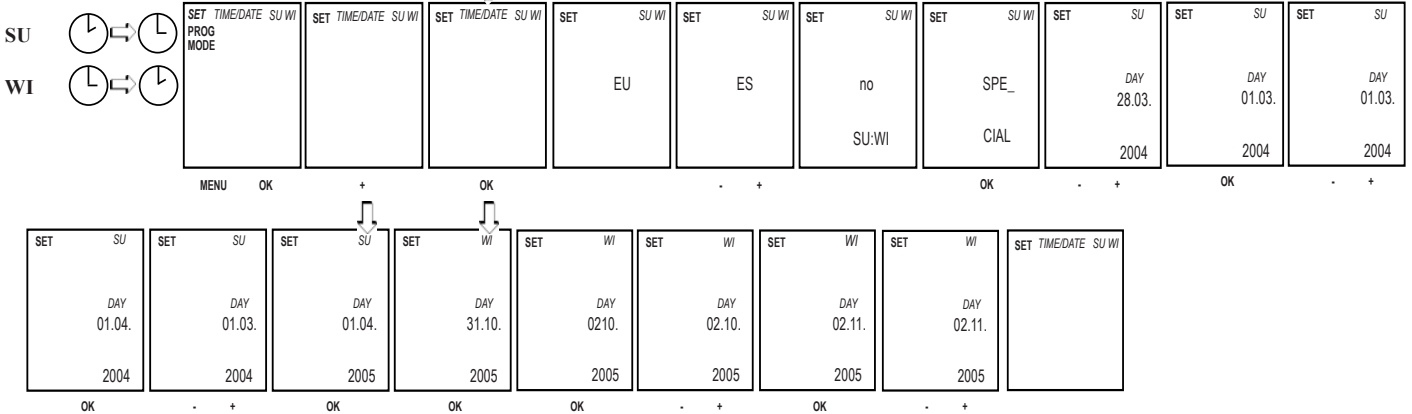 SU
WI
SET TIME/DATE SU WI
PROG
MODE
SET TIME/DATE SU WI
SET TIME/DATE SU WI
SET SU WI
EU
SET SU WI
ES
SET SU WI
no
SU:WI
SET SU WI
SPE_
CIAL
SET SU
DAY
28.03.
2004
SET SU
DAY
01.03.
2004
SET SU
DAY
01.03.
2004
MENU OK + OK - + OK - + OK - +
SET SU
DAY
01.04.
2004
SET SU
DAY
01.03.
2004
SET SU
DAY
01.04.
2005
SET WI
DAY
31.10.
2005
SET WI
DAY
0210.
2005
SET WI
DAY
02.10.
2005
SET WI
DAY
02.11.
2005
SET WI
DAY
02.11.
2005
SET TIME/DATE SU WI
OK - + OK OK OK - + OK - +